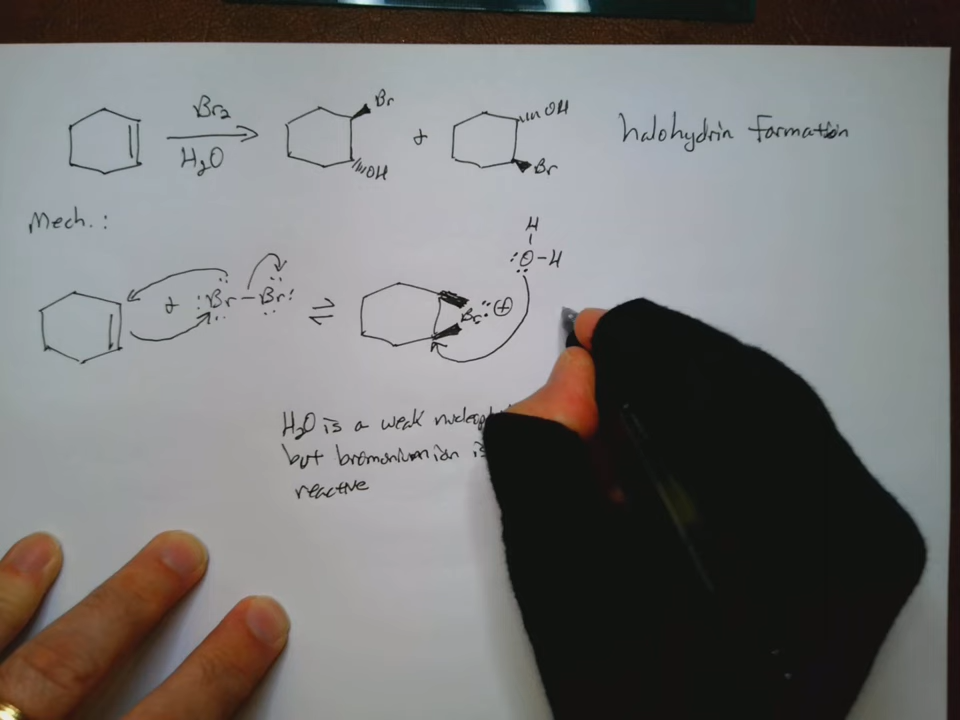 Br₂
H₂O
Br
OH
+
OH
Br
halohydrin formation
Mech.:
+
:Br-Br:
Br: +
H
:O-H
H₂O is a weak
but bromonium ion is
reactive